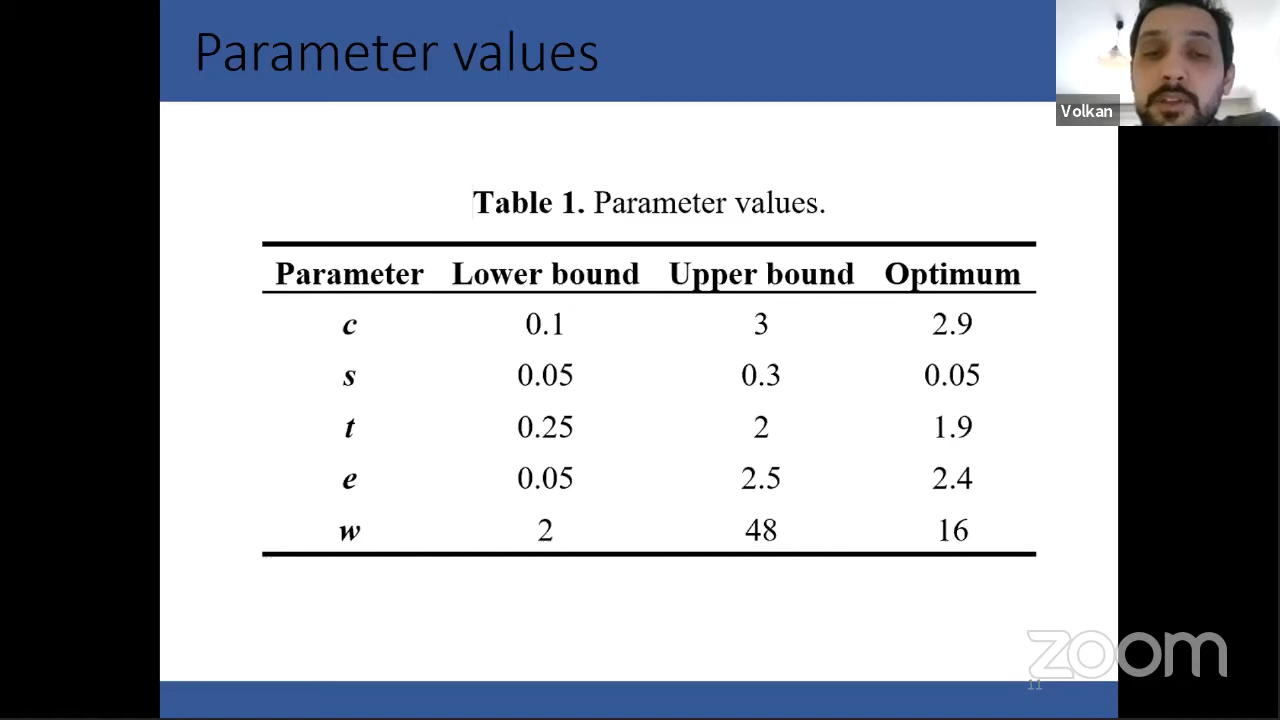 Parameter values
Volkan
Table 1. Parameter values.
Parameter Lower bound Upper bound Optimum
c 0.1 3 2.9
s 0.05 0.3 0.05
t 0.25 2 1.9
e 0.05 2.5 2.4
w 2 48 16
zoom
11